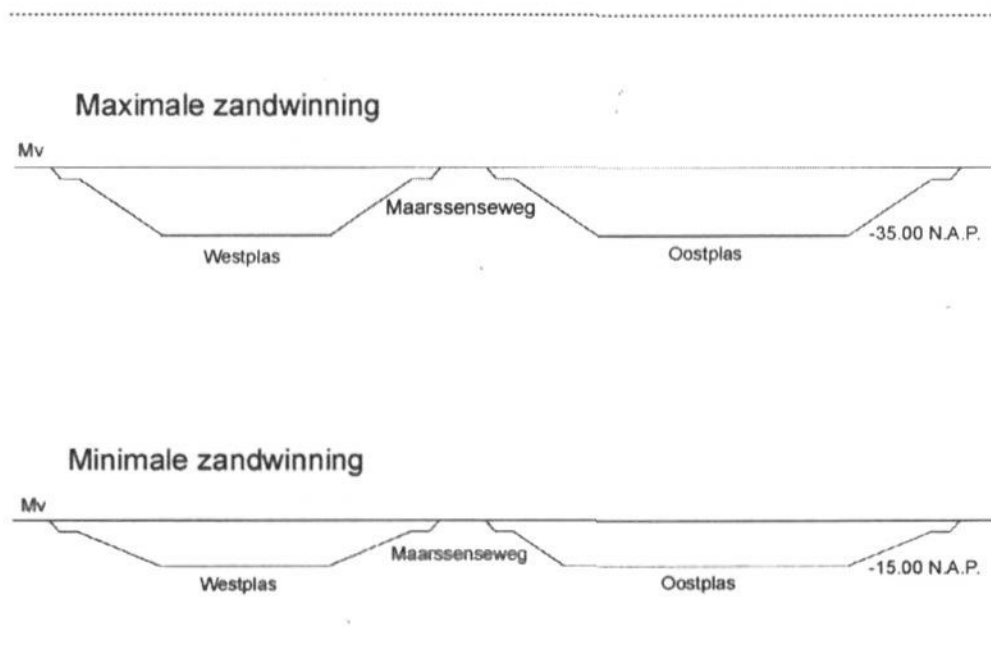 Maximale zandwinning
Mv
Maarssenseweg
-35.00 N.A.P.
Westplas
Oostplas
Minimale zandwinning
Mv
Maarssenseweg
-15.00 N.A.P.
Westplas
Oostplas